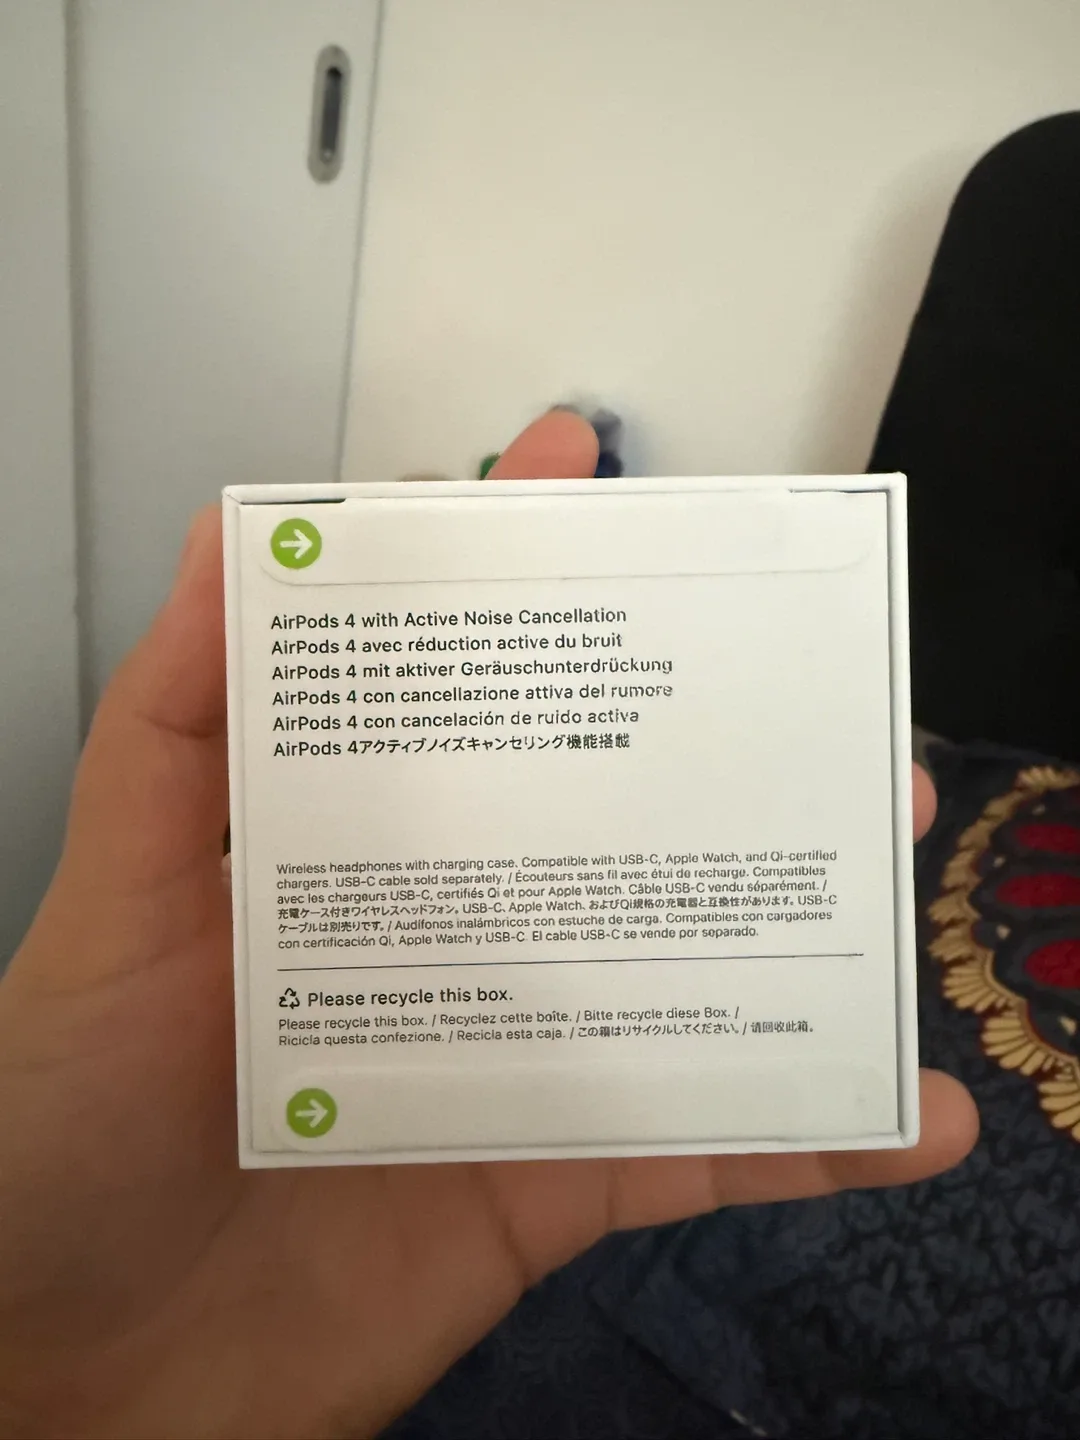 AirPods 4 with Active Noise Cancellation
AirPods 4 avec réduction active du bruit
AirPods 4 mit aktiver Geräuschunterdrückung
AirPods 4 con cancellazione attiva del rumore
AirPods 4 con cancelación de ruido activa
AirPods 4アクティブノイズキャンセリング機能搭載
Wireless headphones with charging case. Compatible with USB-C, Apple Watch, and Qi-certified
chargers. USB-C cable sold separately. / Écouteurs sans fil avec étui de recharge. Compatibles
avec les chargeurs USB-C, certifiés Qi et pour Apple Watch. Câble USB-C vendu séparément. /
充電ケース付きワイヤレスヘッドフォン。USB-C、Apple Watch、およびQi規格の充電器と互換性があります。USB-C
ケーブルは別売りです。/ Audífonos inalámbricos con estuche de carga. Compatibles con cargadores
con certificación Qi, Apple Watch y USB-C. El cable USB-C se vende por separado.
Please recycle this box.
Please recycle this box. / Recyclez cette boîte. / Bitte recycle diese Box. /
Ricicla questa confezione. / Recicla esta caja. / この箱はリサイクルしてください。/ 请回收此箱。